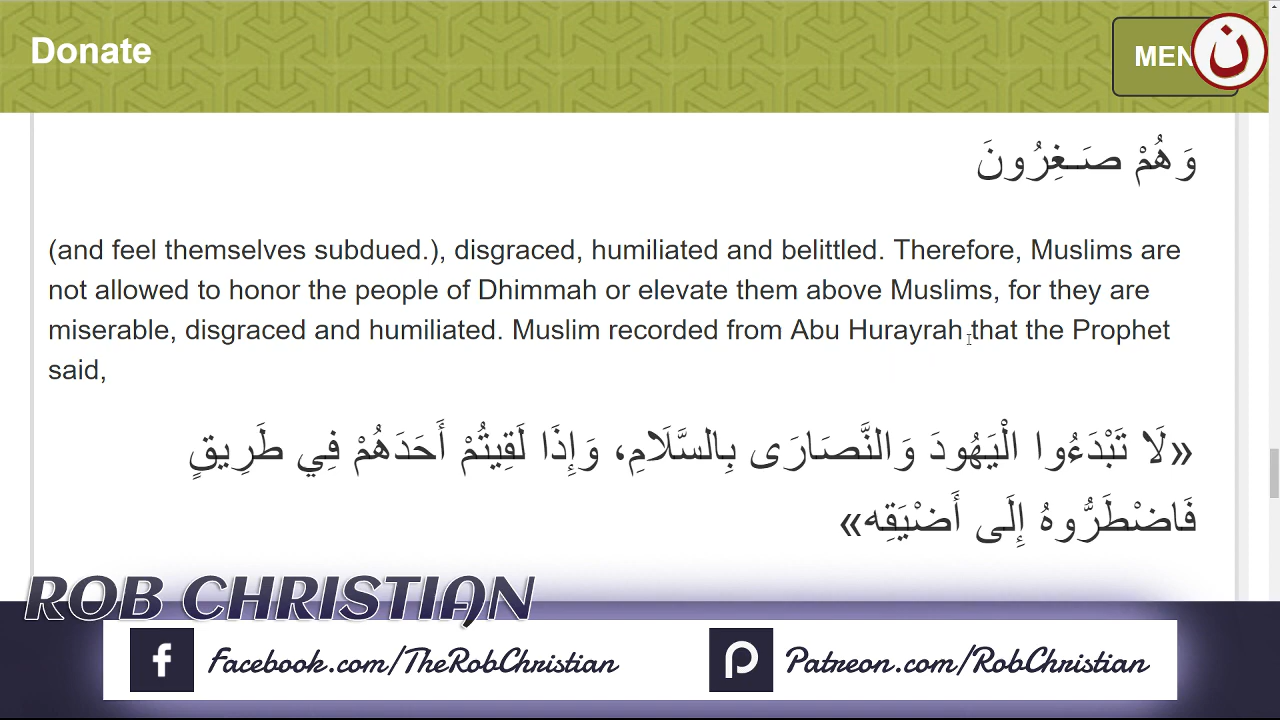 Donate
MEN
ن
وَهُمْ صَـغِرُونَ
(and feel themselves subdued.), disgraced, humiliated and belittled. Therefore, Muslims are
not allowed to honor the people of Dhimmah or elevate them above Muslims, for they are
miserable, disgraced and humiliated. Muslim recorded from Abu Hurayrah that the Prophet
said,
«لَا تَبْدَءُوا الْيَهُودَ وَالنَّصَارَى بِالسَّلَامِ، وَإِذَا لَقِيتُمْ أَحَدَهُمْ فِي طَرِيقٍ
فَاضْطَرُّوهُ إِلَى أَضْيَقِه»
ROB CHRISTIAN
Facebook.com/TheRobChristian
Patreon.com/RobChristian